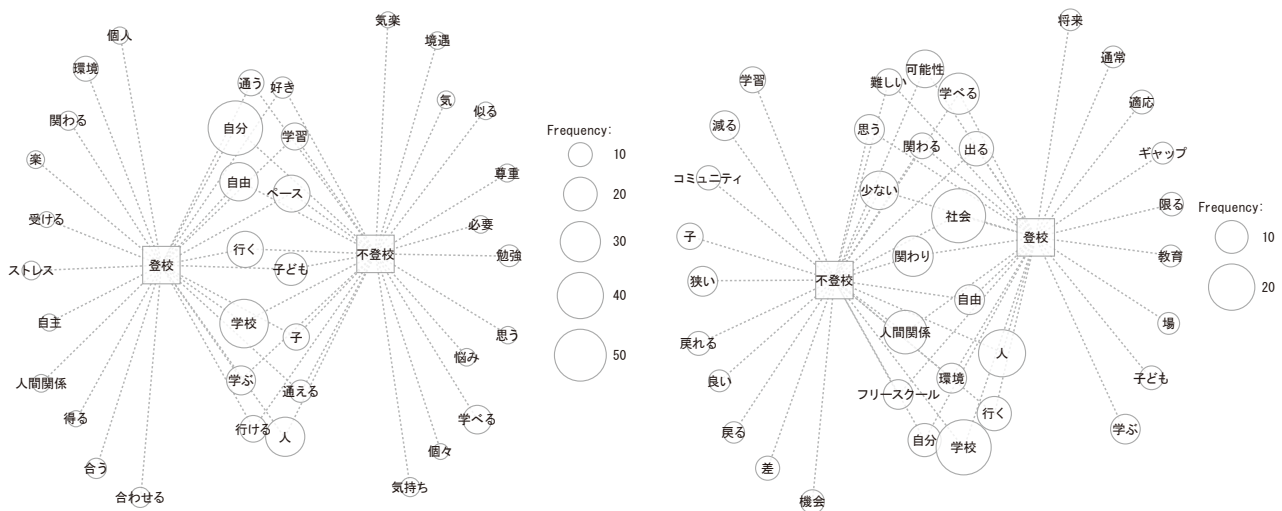 個人
環境
関わる
楽
受ける
ストレス
自主
人間関係
得る
合う
合わせる
登校
通う
好き
自分
学習
自由
ペース
行く
子ども
学校
子
学ぶ
通える
行ける
人
不登校
気楽
境遇
気
似る
尊重
必要
勉強
思う
悩み
学べる
個々
気持ち
Frequency:
10
20
30
40
50
学習
減る
コミュニティ
子
狭い
戻れる
良い
戻る
差
機会
不登校
難しい
可能性
学べる
思う
関わる
出る
少ない
社会
関わり
自由
人間関係
人
環境
フリースクール
行く
自分
学校
登校
将来
通常
適応
ギャップ
限る
教育
場
子ども
学ぶ
Frequency:
10
20